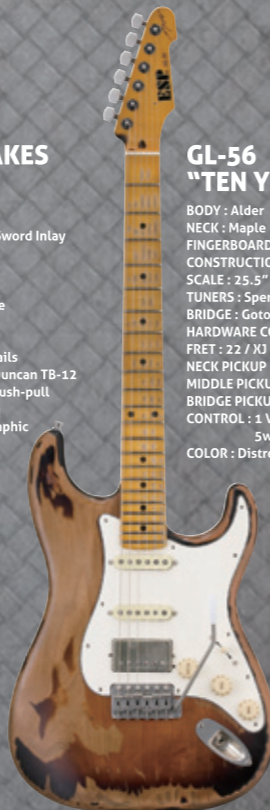 AKES
Sword Inlay
e
ails
uncan TB-12
ush-pull
aphic
ESP
GL-56
“TEN Y
BODY : Alder
NECK : Maple
FINGERBOARD
CONSTRUCTIO
SCALE : 25.5”
TUNERS : Sper
BRIDGE : Goto
HARDWARE CO
FRET : 22 / XJ
NECK PICKUP
MIDDLE PICKU
BRIDGE PICKU
CONTROL : 1 V
5w
COLOR : Distre